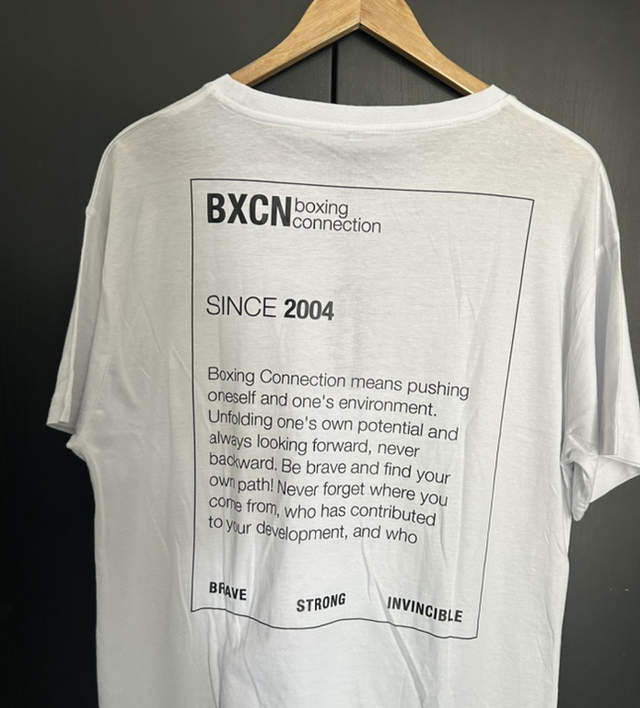 BXCN boxing
connection
SINCE 2004
Boxing Connection means pushing
oneself and one's environment.
Unfolding one's own potential and
always looking forward, never
backward. Be brave and find your
own path! Never forget where you
come from, who has contributed
to your development, and who
BRAVE STRONG INVINCIBLE